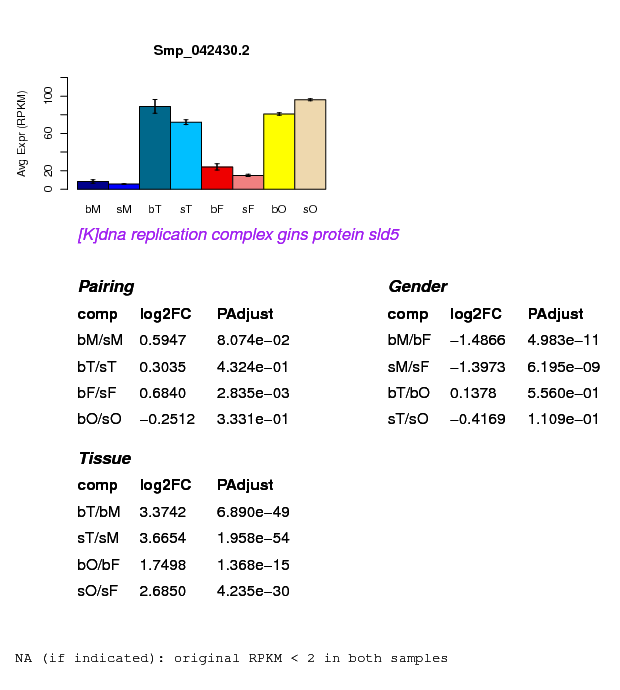 Smp_042430.2
Avg Expr (RPKM)
0 20 60 100
bM sM bT sT bF sF bO sO
[K]dna replication complex gins protein sld5
Pairing
comp log2FC PAdjust
bM/sM 0.5947 8.074e−02
bT/sT 0.3035 4.324e−01
bF/sF 0.6840 2.835e−03
bO/sO −0.2512 3.331e−01
Gender
comp log2FC PAdjust
bM/bF −1.4866 4.983e−11
sM/sF −1.3973 6.195e−09
bT/bO 0.1378 5.560e−01
sT/sO −0.4169 1.109e−01
Tissue
comp log2FC PAdjust
bT/bM 3.3742 6.890e−49
sT/sM 3.6654 1.958e−54
bO/bF 1.7498 1.368e−15
sO/sF 2.6850 4.235e−30
NA (if indicated): original RPKM < 2 in both samples